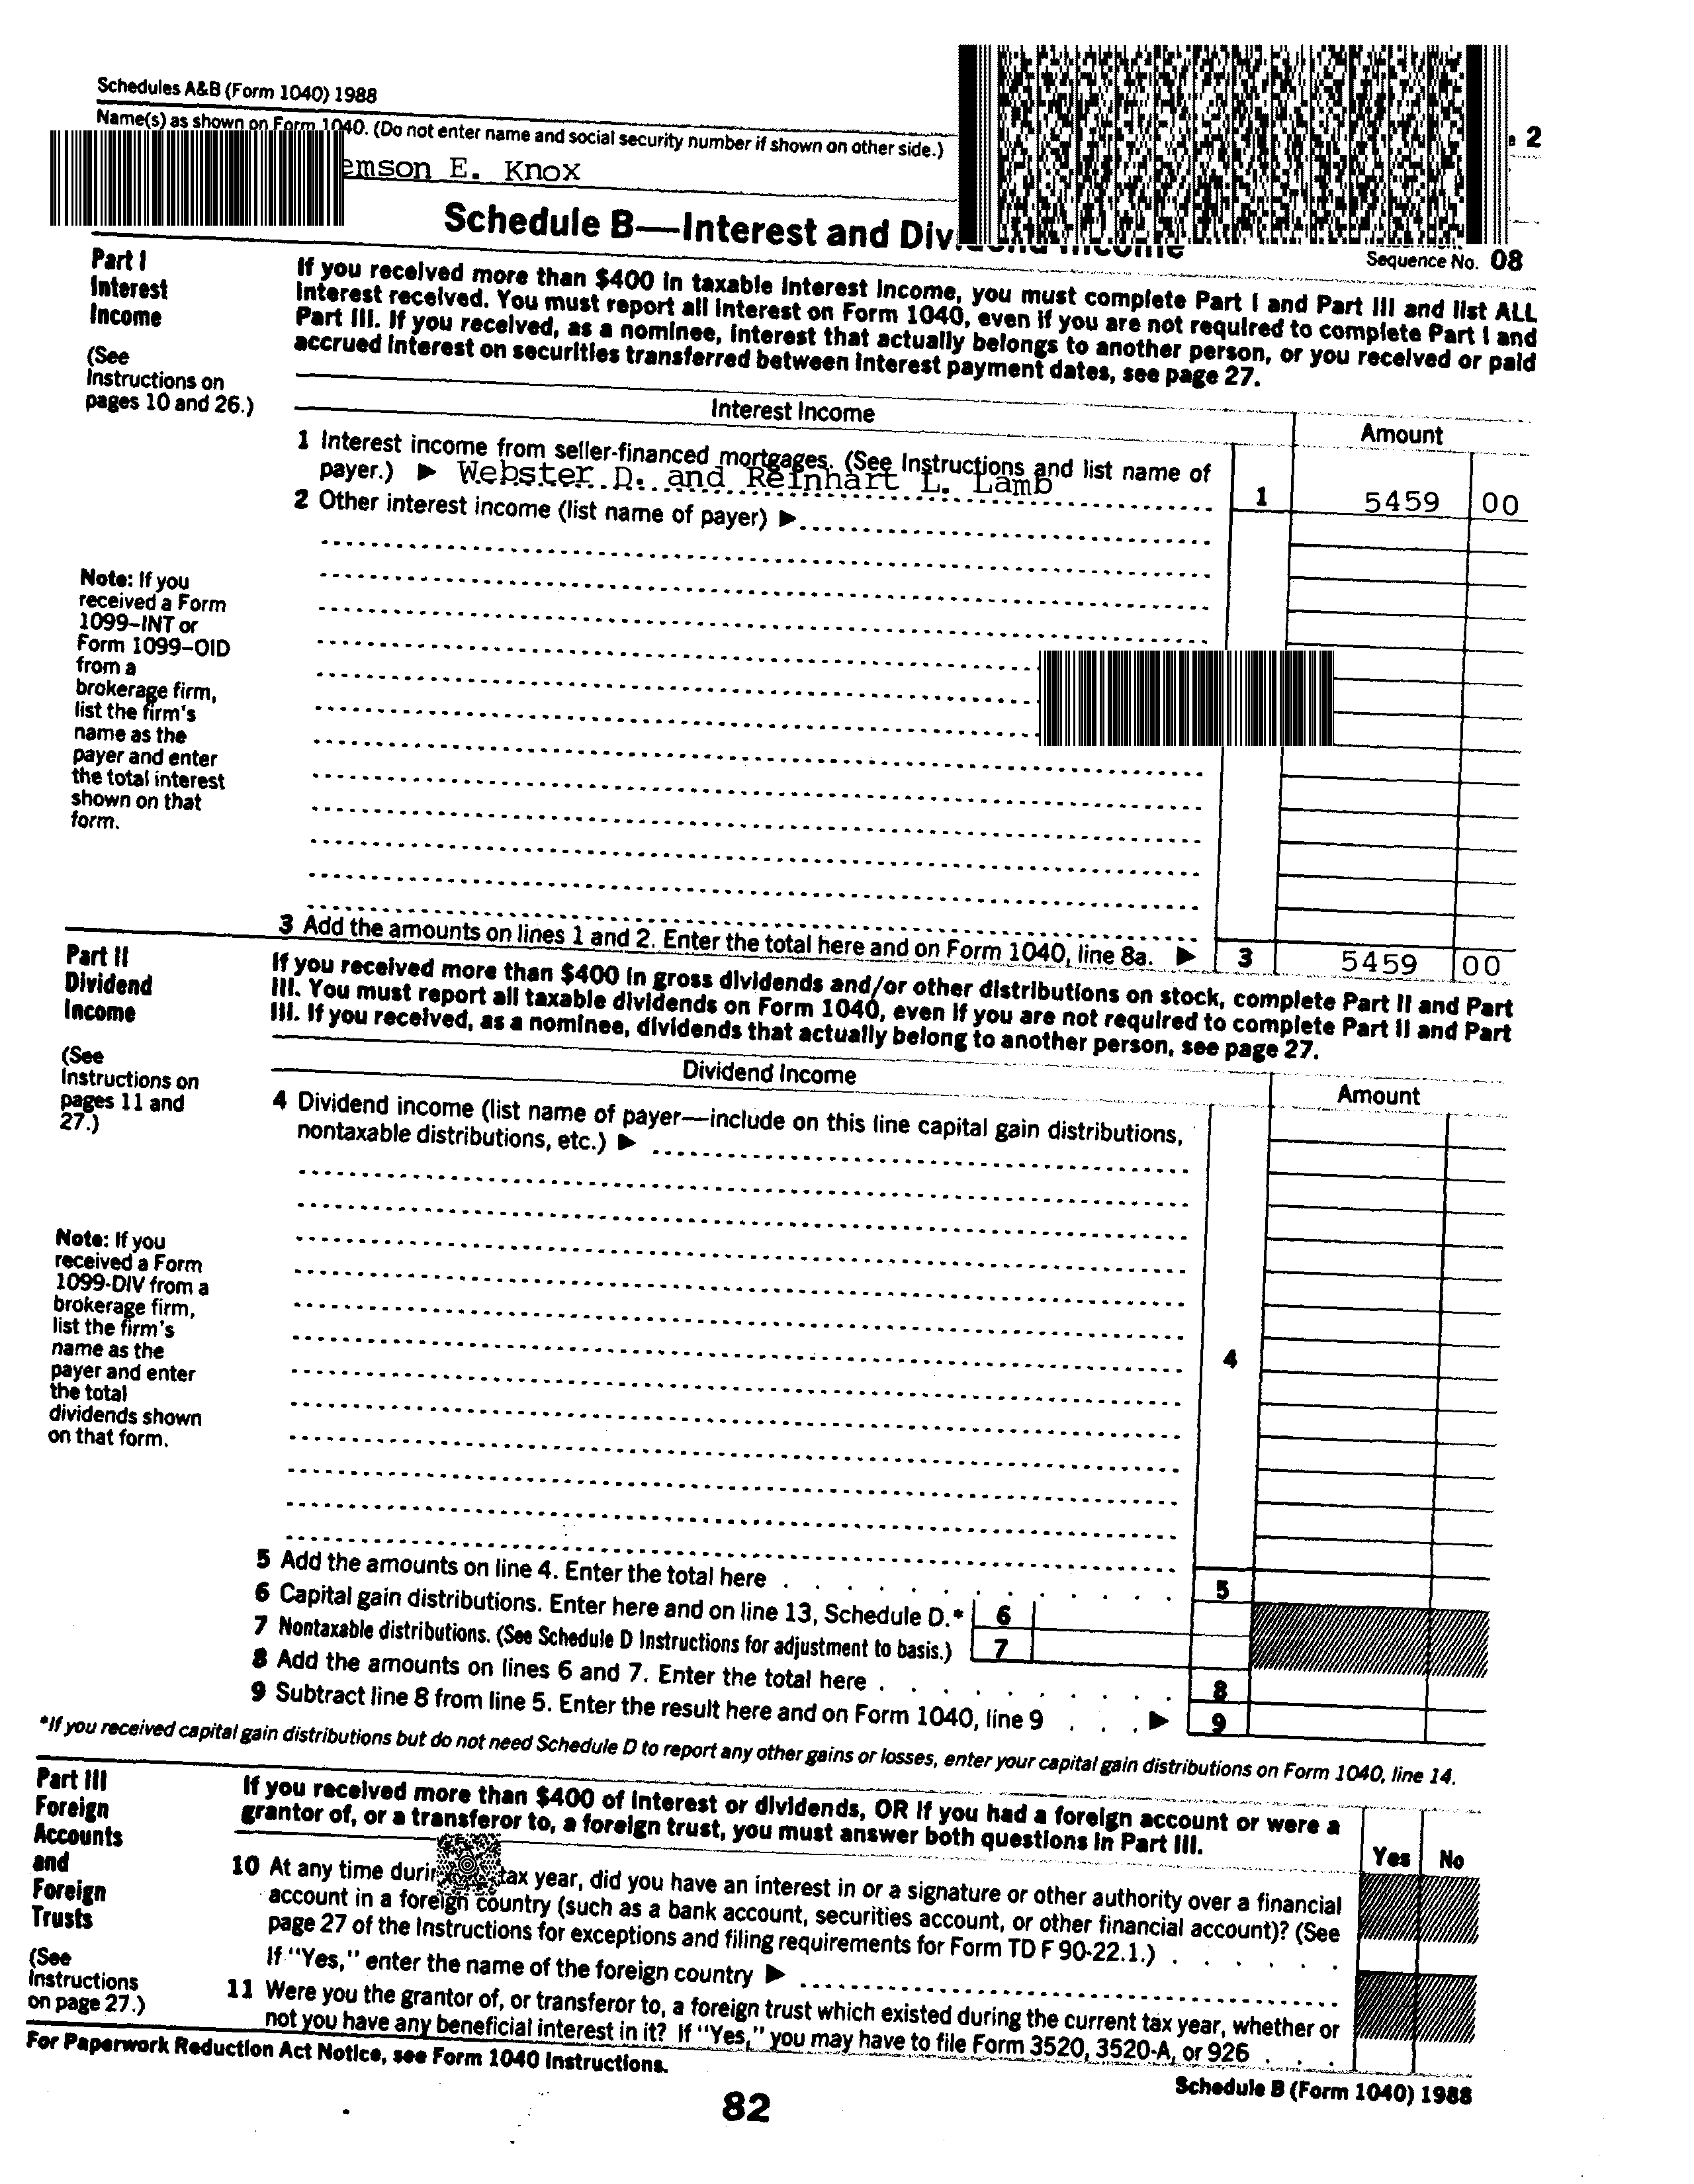 Schedules A&B (Form 1040) 1988
2
Name(s) as shown on Form 1040. (Do not enter name and social security number if shown on other side.)
E. Knox
Schedule B—Interest and Dividend Income
Sequence No. 08
Part I
Interest
Income
(See
Instructions on
pages 10 and 26.)
If you received more than $400 in taxable interest income, you must complete Part I and Part III and list ALL
interest received. You must report all interest on Form 1040, even if you are not required to complete Part I and
Part III. If you received, as a nominee, interest that actually belongs to another person, or you received or paid
accrued interest on securities transferred between interest payment dates, see page 27.
Interest Income
Amount
1 Interest income from seller-financed mortgages. (See Instructions and list name of
payer.) ▶ Webster D. and Reinhart L. Lamb
1 5459 00
2 Other interest income (list name of payer) ▶
Note: If you
received a Form
1099–INT or
Form 1099–OID
from a
brokerage firm,
list the firm's
name as the
payer and enter
the total interest
shown on that
form.
3 Add the amounts on lines 1 and 2. Enter the total here and on Form 1040, line 8a. ▶ 3 5459 00
Part II
Dividend
Income
(See
Instructions on
pages 11 and
27.)
If you received more than $400 in gross dividends and/or other distributions on stock, complete Part II and Part
III. You must report all taxable dividends on Form 1040, even if you are not required to complete Part II and Part
III. If you received, as a nominee, dividends that actually belong to another person, see page 27.
Dividend Income
Amount
4 Dividend income (list name of payer—include on this line capital gain distributions,
nontaxable distributions, etc.) ▶
Note: If you
received a Form
1099-DIV from a
brokerage firm,
list the firm's
name as the
payer and enter
the total
dividends shown
on that form.
4
5 Add the amounts on line 4. Enter the total here . . . . . . . . . . 5
6 Capital gain distributions. Enter here and on line 13, Schedule D.* 6
7 Nontaxable distributions. (See Schedule D Instructions for adjustment to basis.) 7
8 Add the amounts on lines 6 and 7. Enter the total here . . . . . . . . . . 8
9 Subtract line 8 from line 5. Enter the result here and on Form 1040, line 9 . . . ▶ 9
*If you received capital gain distributions but do not need Schedule D to report any other gains or losses, enter your capital gain distributions on Form 1040, line 14.
Part III
Foreign
Accounts
and
Foreign
Trusts
(See
Instructions
on page 27.)
If you received more than $400 of interest or dividends, OR if you had a foreign account or were a
grantor of, or a transferor to, a foreign trust, you must answer both questions in Part III.
Yes No
10 At any time tax year, did you have an interest in or a signature or other authority over a financial
account in a foreign country (such as a bank account, securities account, or other financial account)? (See
page 27 of the Instructions for exceptions and filing requirements for Form TD F 90-22.1.) . . . . . .
If "Yes," enter the name of the foreign country ▶
11 Were you the grantor of, or transferor to, a foreign trust which existed during the current tax year, whether or
not you have any beneficial interest in it? If "Yes," you may have to file Form 3520, 3520-A, or 926 . . .
For Paperwork Reduction Act Notice, see Form 1040 Instructions.
Schedule B (Form 1040) 1988
82